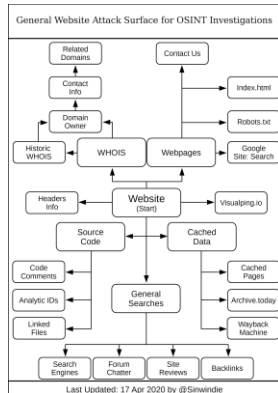 General Website Attack Surface for OSINT Investigations
Related
Domains
Contact Us
Contact
Info
Index.html
Domain
Owner
Robots.txt
Historic
WHOIS
WHOIS
Webpages
Google
Site: Search
Headers
Info
Website
(Start)
Visualping.io
Source
Code
Cached
Data
Code
Comments
General
Searches
Cached
Pages
Analytic IDs
Archive.today
Linked
Files
Wayback
Machine
Search
Engines
Forum
Chatter
Site
Reviews
Backlinks
Last Updated: 17 Apr 2020 by @Sinwindie